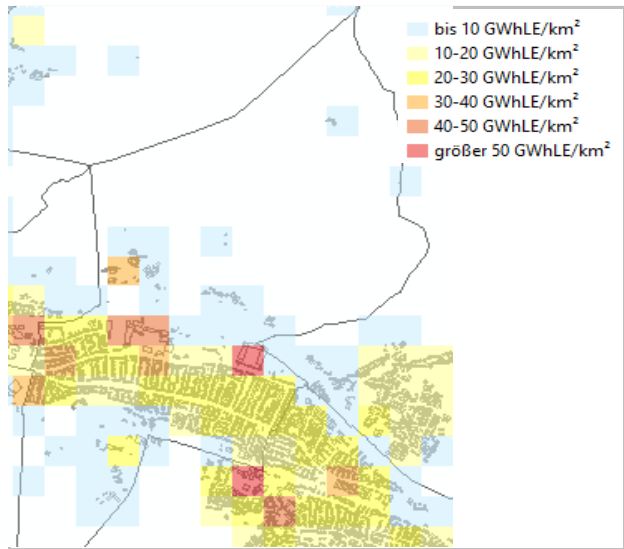 bis 10 GWhLE/km²
10-20 GWhLE/km²
20-30 GWhLE/km²
30-40 GWhLE/km²
40-50 GWhLE/km²
größer 50 GWhLE/km²